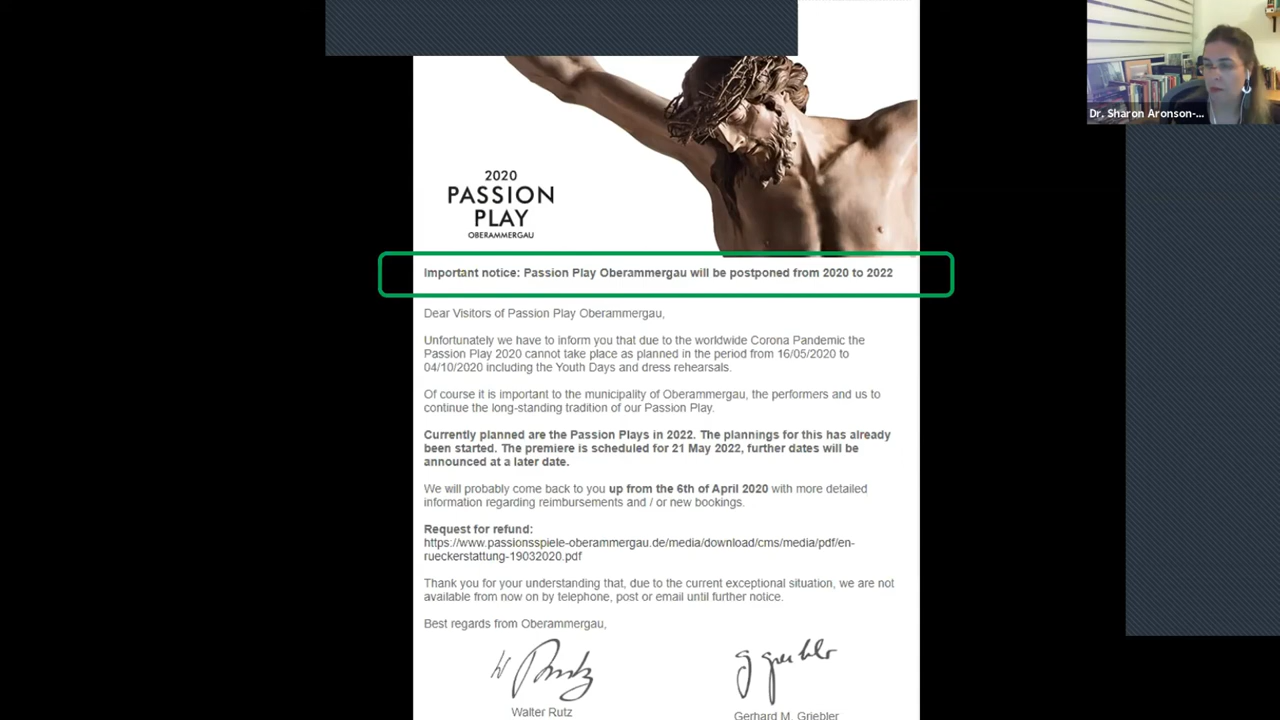 Dr. Sharon Aronson-...
2020
PASSION
PLAY
OBERAMMERGAU
Important notice: Passion Play Oberammergau will be postponed from 2020 to 2022
Dear Visitors of Passion Play Oberammergau,
Unfortunately we have to inform you that due to the worldwide Corona Pandemic the
Passion Play 2020 cannot take place as planned in the period from 16/05/2020 to
04/10/2020 including the Youth Days and dress rehearsals.
Of course it is important to the municipality of Oberammergau, the performers and us to
continue the long-standing tradition of our Passion Play.
Currently planned are the Passion Plays in 2022. The plannings for this has already
been started. The premiere is scheduled for 21 May 2022, further dates will be
announced at a later date.
We will probably come back to you up from the 6th of April 2020 with more detailed
information regarding reimbursements and / or new bookings.
Request for refund:
https://www.passionsspiele-oberammergau.de/media/download/cms/media/pdf/en-
rueckerstattung-19032020.pdf
Thank you for your understanding that, due to the current exceptional situation, we are not
available from now on by telephone, post or email until further notice.
Best regards from Oberammergau,
W Rutz
g griebler
Walter Rutz
Gerhard M. Griebler